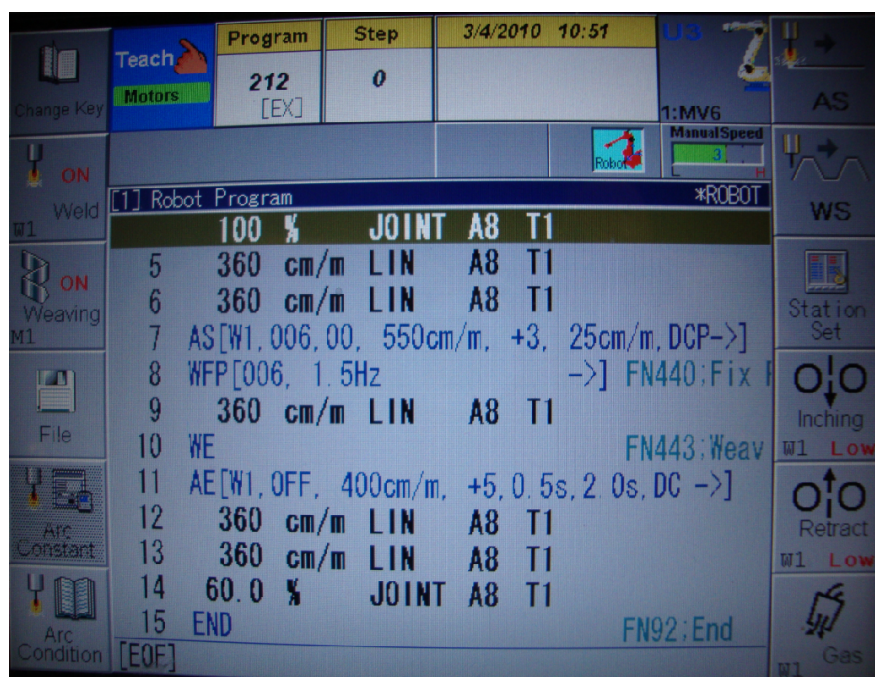 Change Key
Teach
Motors
Program
212
[EX]
Step
0
3/4/2010 10:51
U3
1:MV6
AS
Robot
Manual Speed
3
L H
ON
Weld
W1
ON
Weaving
M1
File
Arc
Constant
Arc
Condition
[1] Robot Program *ROBOT
100 % JOINT A8 T1
5 360 cm/m LIN A8 T1
6 360 cm/m LIN A8 T1
7 AS[W1,006,00, 550cm/m, +3, 25cm/m,DCP->]
8 WFP[006, 1.5Hz ->] FN440;Fix
9 360 cm/m LIN A8 T1
10 WE FN443;Weav
11 AE[W1,OFF, 400cm/m, +5,0.5s,2.0s,DC ->]
12 360 cm/m LIN A8 T1
13 360 cm/m LIN A8 T1
14 60.0 % JOINT A8 T1
15 END FN92;End
[EOF]
WS
Station
Set
Inching
W1 Low
Retract
W1 Low
Gas
W1